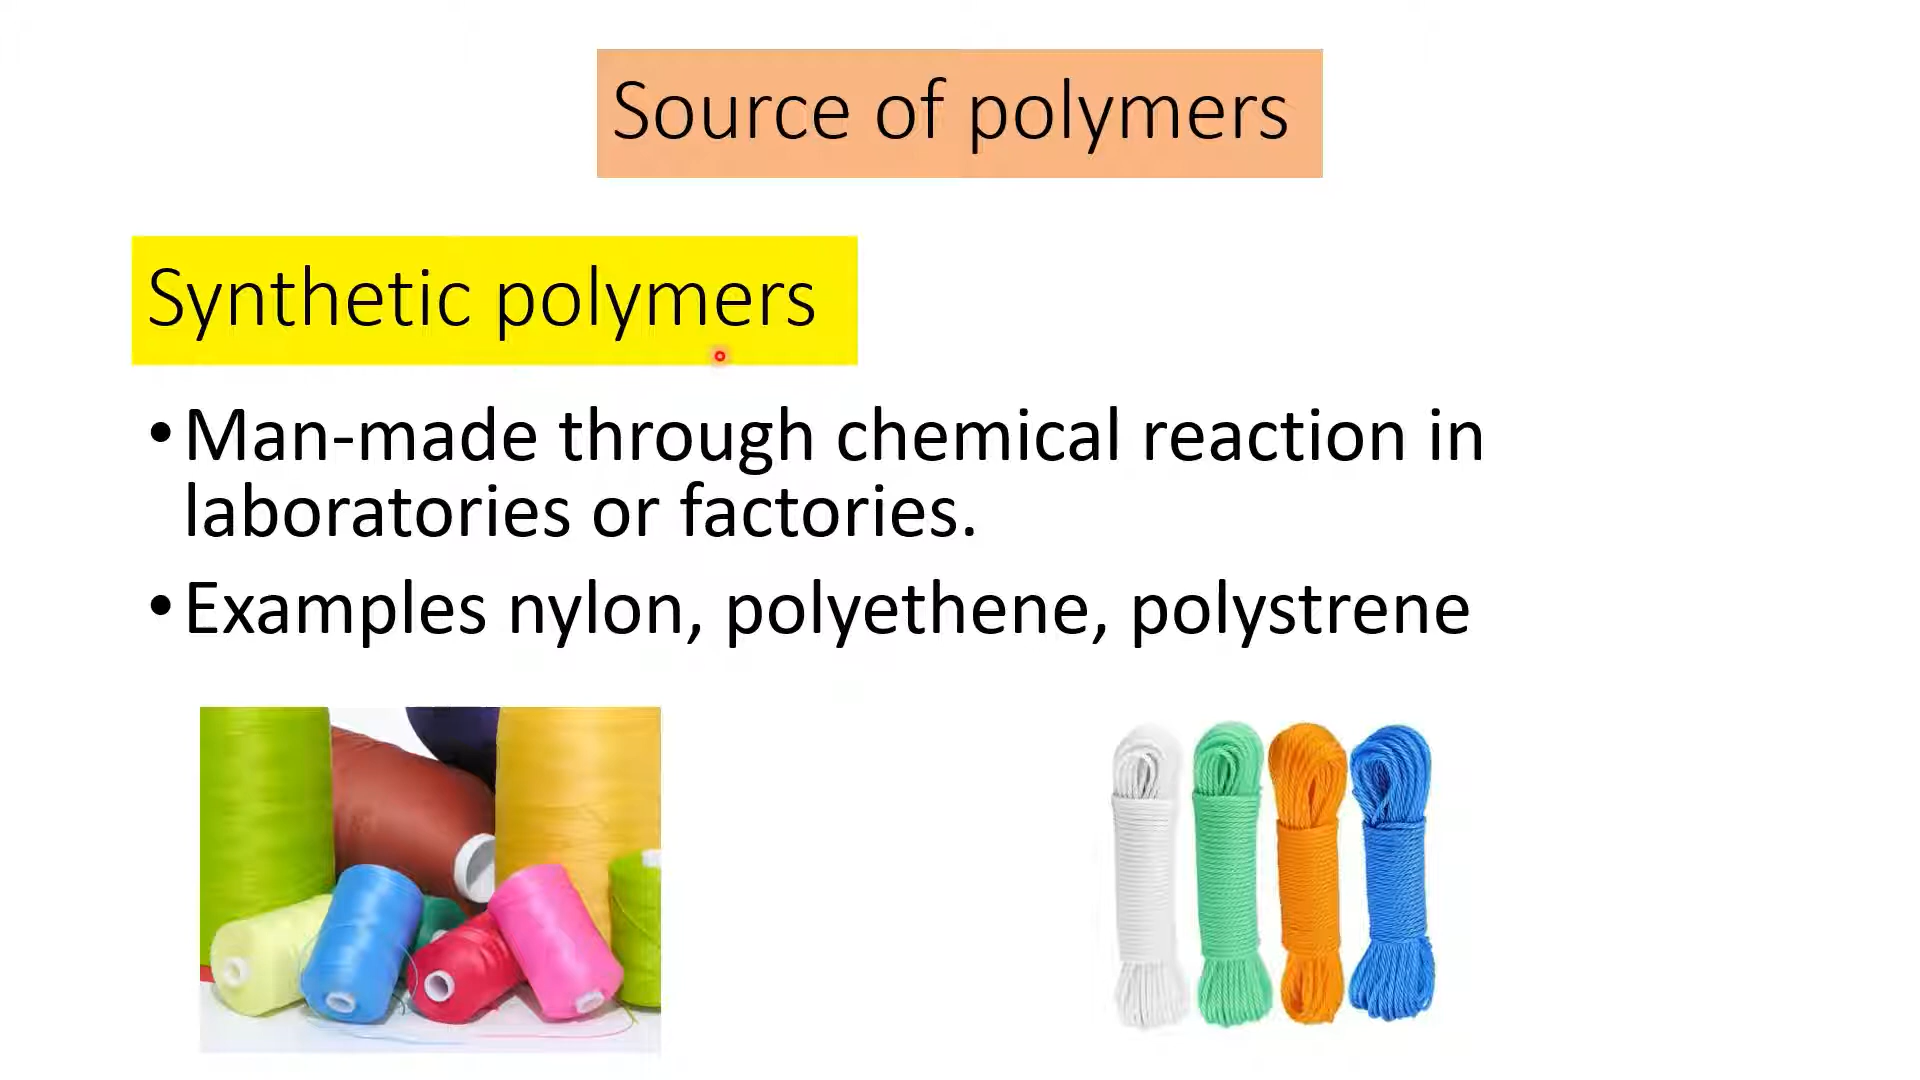 Source of polymers
Synthetic polymers
•Man-made through chemical reaction in
laboratories or factories.
•Examples nylon, polyethene, polystrene